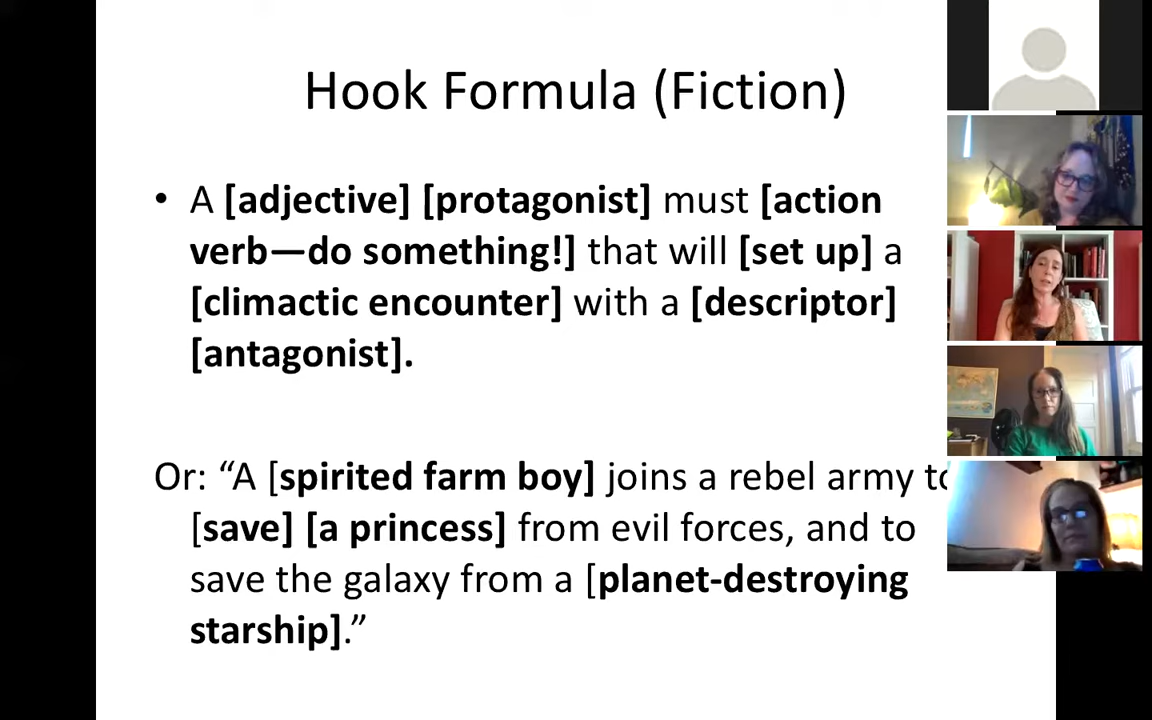 Hook Formula (Fiction)
• A [adjective] [protagonist] must [action
verb—do something!] that will [set up] a
[climactic encounter] with a [descriptor]
[antagonist].
Or: “A [spirited farm boy] joins a rebel army to
[save] [a princess] from evil forces, and to
save the galaxy from a [planet-destroying
starship].”